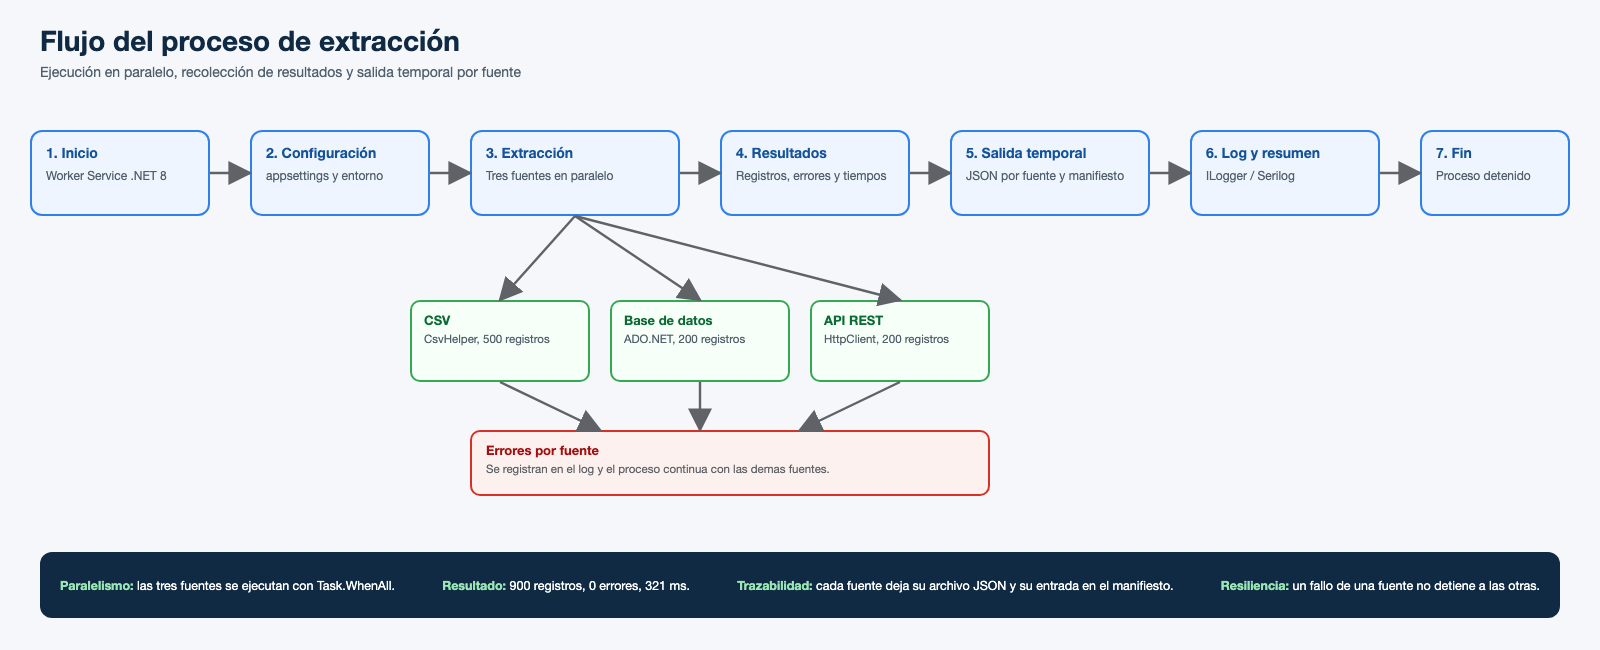 Flujo del proceso de extracción
Ejecución en paralelo, recolección de resultados y salida temporal por fuente
1. Inicio
Worker Service .NET 8
2. Configuración
appsettings y entorno
3. Extracción
Tres fuentes en paralelo
4. Resultados
Registros, errores y tiempos
5. Salida temporal
JSON por fuente y manifiesto
6. Log y resumen
ILogger / Serilog
7. Fin
Proceso detenido
CSV
CsvHelper, 500 registros
Base de datos
ADO.NET, 200 registros
API REST
HttpClient, 200 registros
Errores por fuente
Se registran en el log y el proceso continua con las demas fuentes.
Paralelismo: las tres fuentes se ejecutan con Task.WhenAll.
Resultado: 900 registros, 0 errores, 321 ms.
Trazabilidad: cada fuente deja su archivo JSON y su entrada en el manifiesto.
Resiliencia: un fallo de una fuente no detiene a las otras.